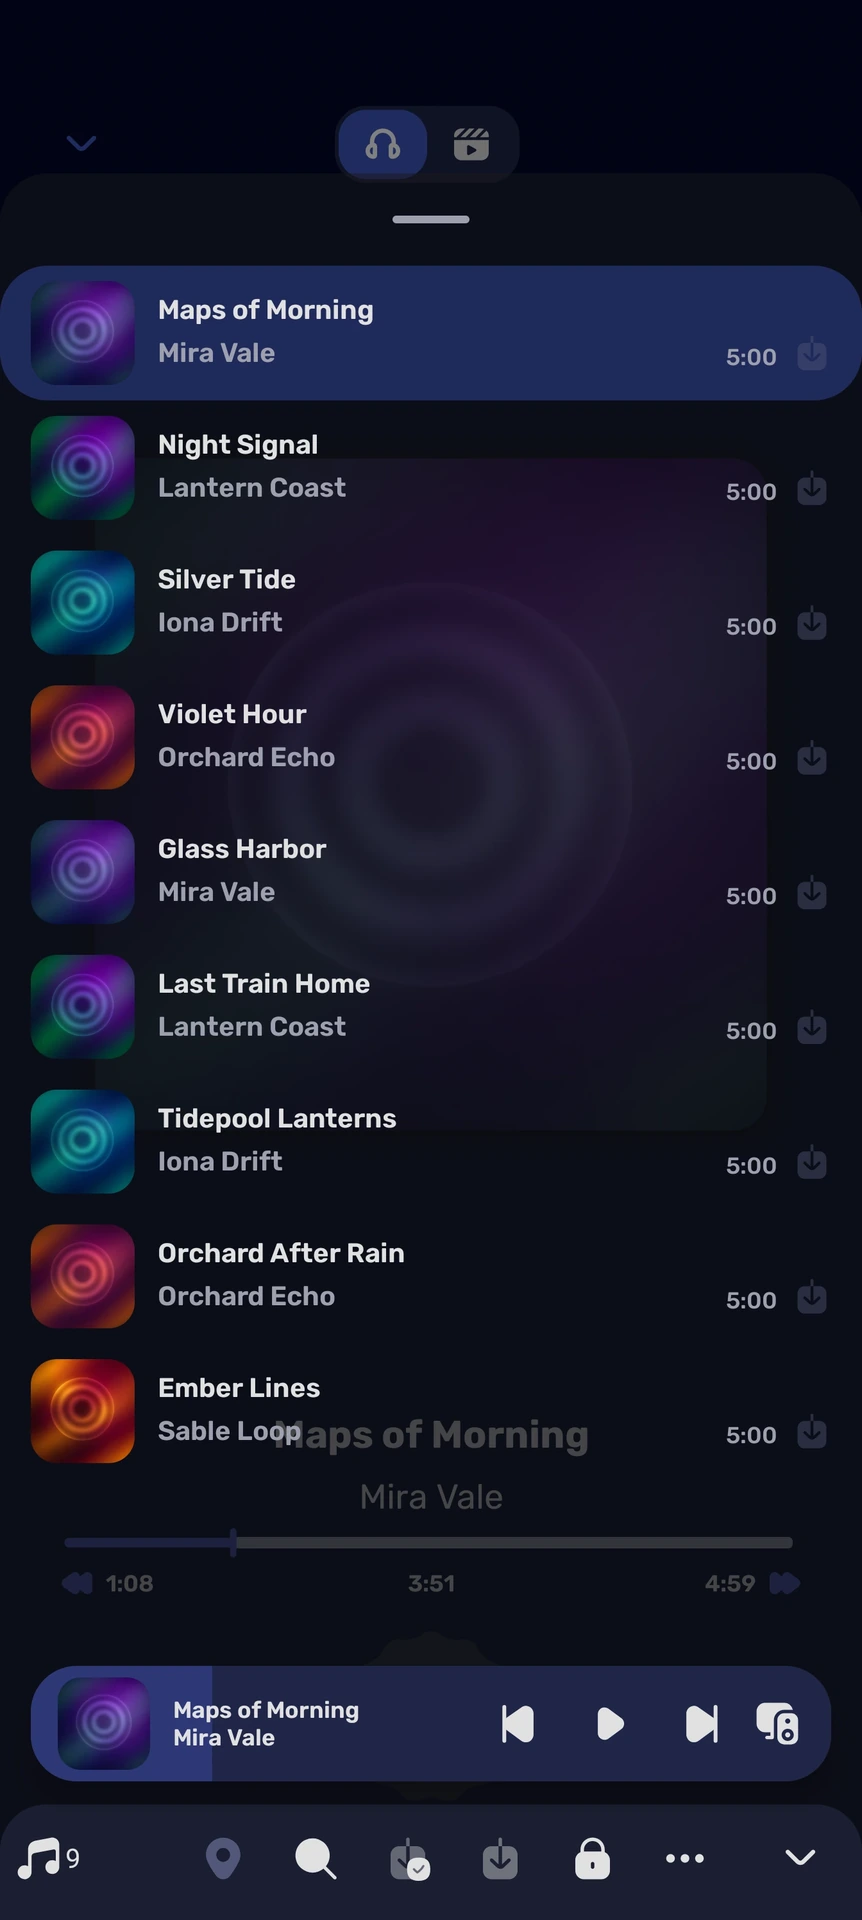 Maps of Morning
Mira Vale
5:00
Night Signal
Lantern Coast
5:00
Silver Tide
Iona Drift
5:00
Violet Hour
Orchard Echo
5:00
Glass Harbor
Mira Vale
5:00
Last Train Home
Lantern Coast
5:00
Tidepool Lanterns
Iona Drift
5:00
Orchard After Rain
Orchard Echo
5:00
Ember Lines
Sable Loop
5:00
Maps of Morning
Mira Vale
1:08 3:51 4:59
Maps of Morning
Mira Vale
9